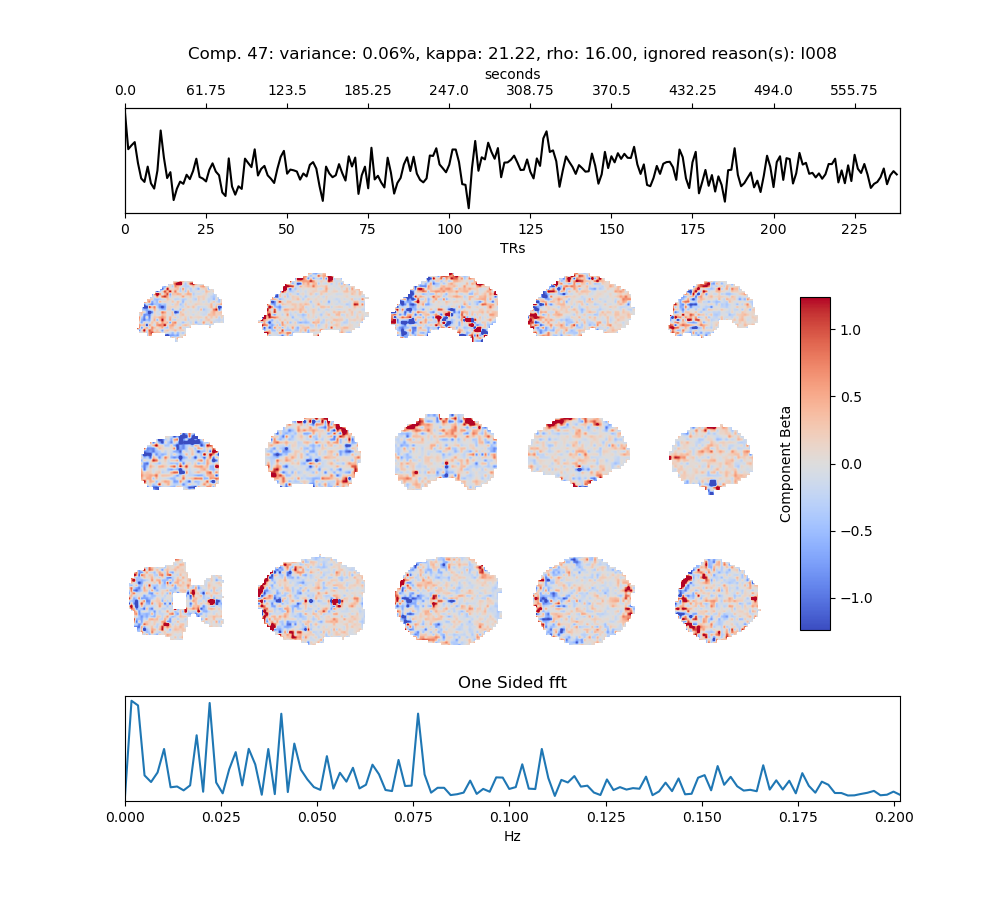 Comp. 47: variance: 0.06%, kappa: 21.22, rho: 16.00, ignored reason(s): I008
seconds
0.0 61.75 123.5 185.25 247.0 308.75 370.5 432.25 494.0 555.75
0 25 50 75 100 125 150 175 200 225
TRs
1.0
0.5
0.0
−0.5
−1.0
Component Beta
One Sided fft
0.000 0.025 0.050 0.075 0.100 0.125 0.150 0.175 0.200
Hz